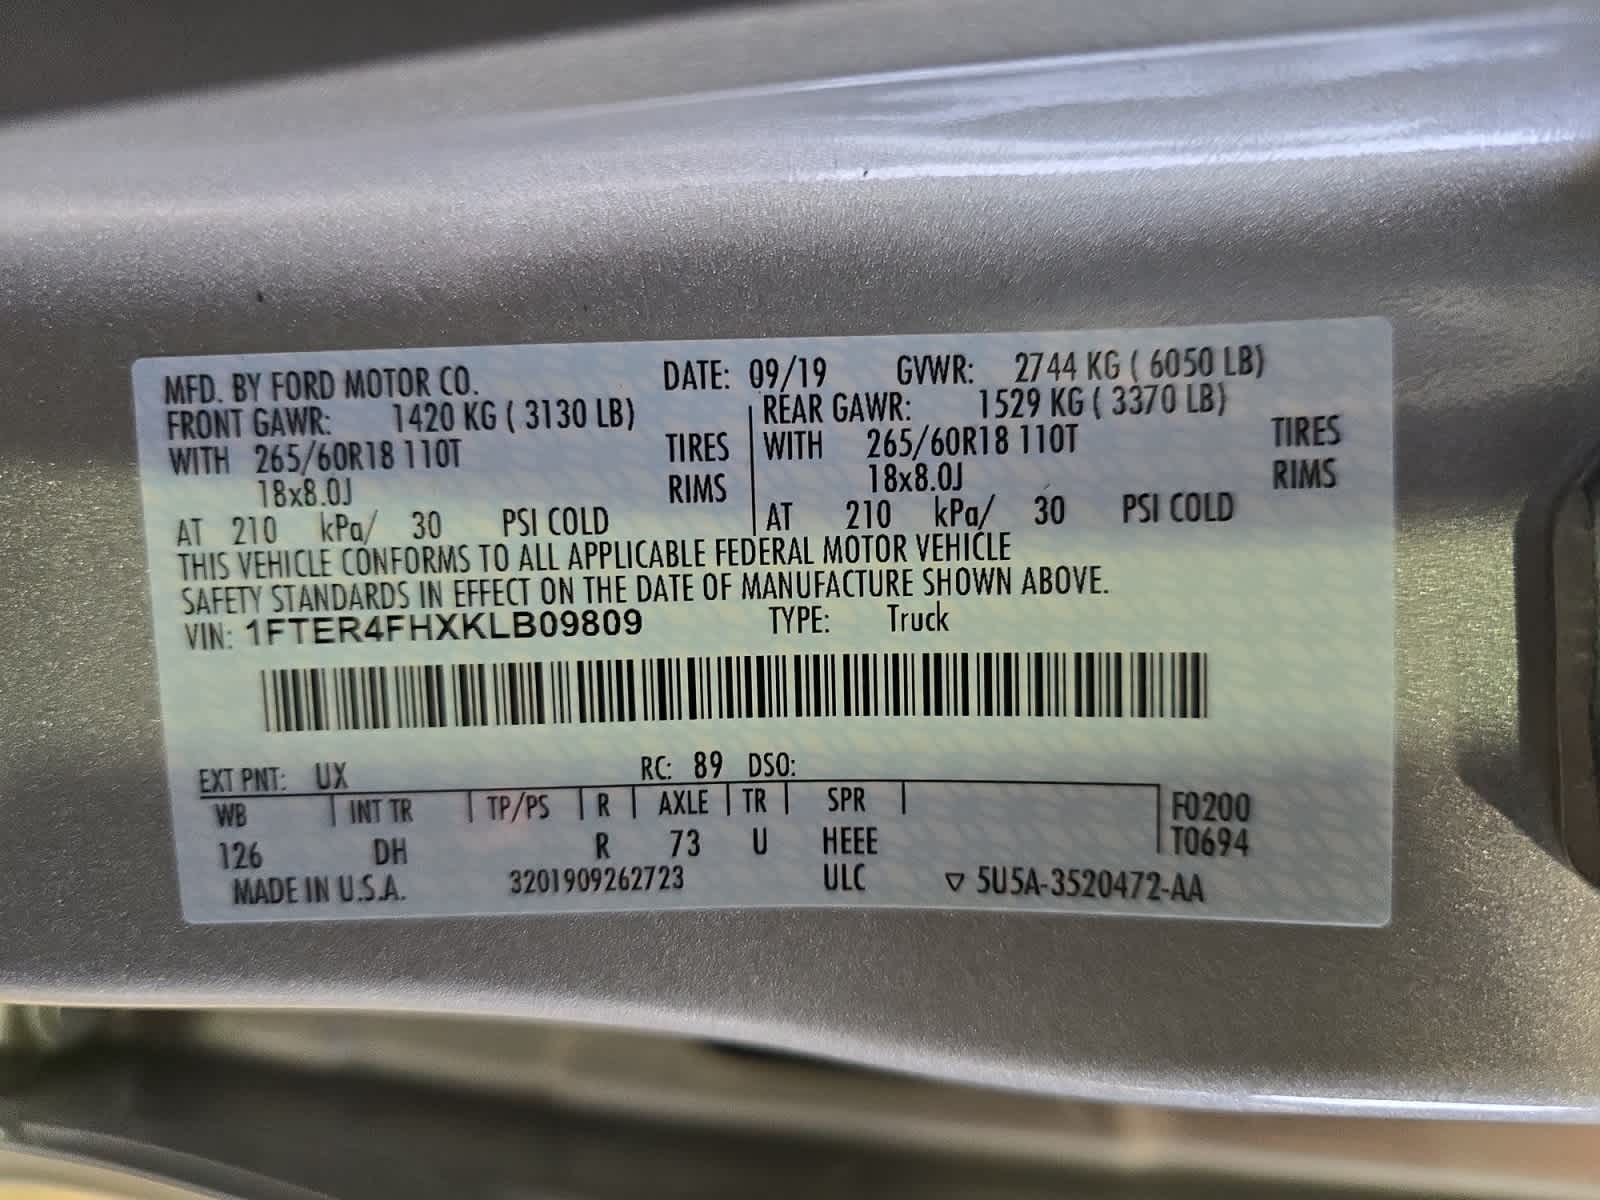 MFD. BY FORD MOTOR CO. DATE: 09/19 GVWR: 2744 KG ( 6050 LB)
FRONT GAWR: 1420 KG ( 3130 LB) REAR GAWR: 1529 KG ( 3370 LB)
WITH 265/60R18 110T TIRES WITH 265/60R18 110T TIRES
18x8.0J RIMS 18x8.0J RIMS
AT 210 kPa/ 30 PSI COLD AT 210 kPa/ 30 PSI COLD
THIS VEHICLE CONFORMS TO ALL APPLICABLE FEDERAL MOTOR VEHICLE
SAFETY STANDARDS IN EFFECT ON THE DATE OF MANUFACTURE SHOWN ABOVE.
VIN: 1FTER4FHXKLB09809 TYPE: Truck
EXT PNT: UX RC: 89 DSO:
WB INT TR TP/PS R AXLE TR SPR F0200
126 DH R 73 U HEEE T0694
MADE IN U.S.A. 3201909262723 ULC ▽ 5U5A-3520472-AA